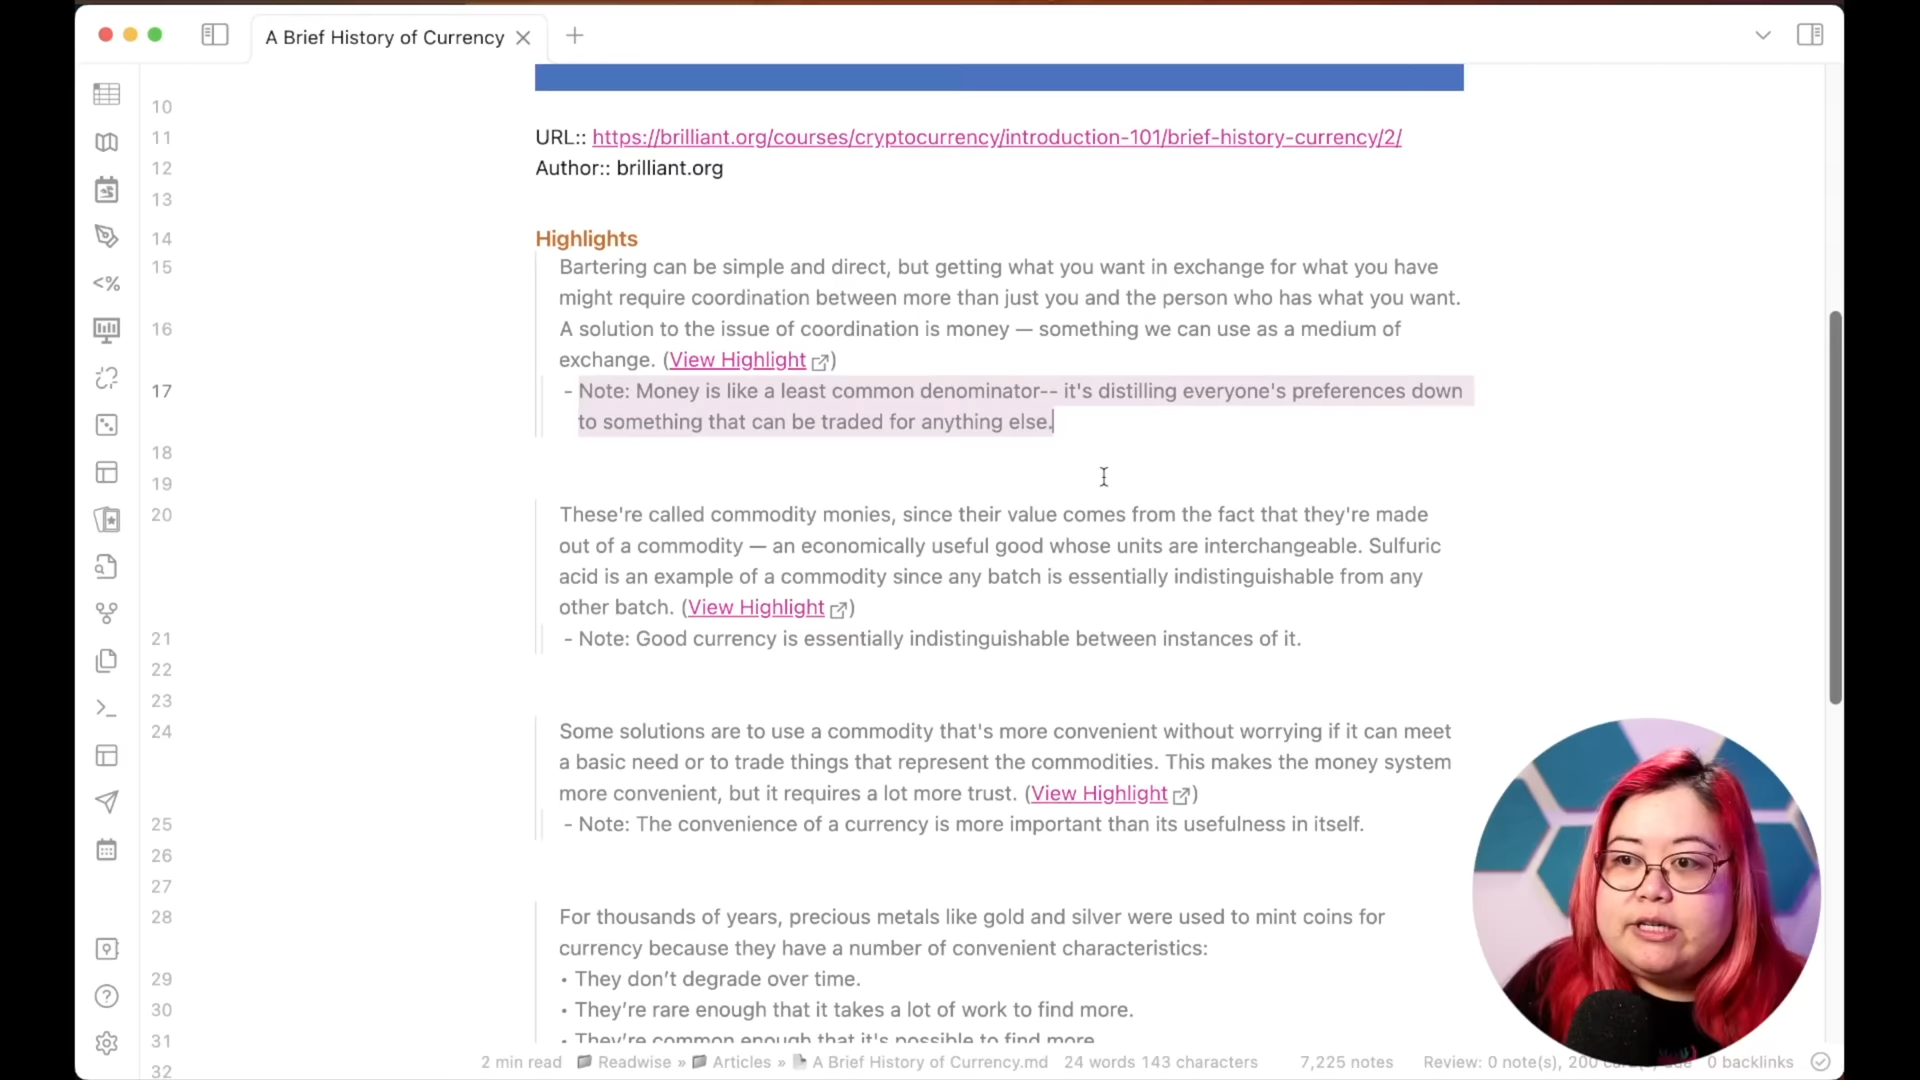 A Brief History of Currency
10
11 URL:: https://brilliant.org/courses/cryptocurrency/introduction-101/brief-history-currency/2/
12 Author:: brilliant.org
13
14 Highlights
15 Bartering can be simple and direct, but getting what you want in exchange for what you have
might require coordination between more than just you and the person who has what you want.
16 A solution to the issue of coordination is money — something we can use as a medium of
exchange. (View Highlight)
17 - Note: Money is like a least common denominator-- it's distilling everyone's preferences down
to something that can be traded for anything else.
18
19
20 These're called commodity monies, since their value comes from the fact that they're made
out of a commodity — an economically useful good whose units are interchangeable. Sulfuric
acid is an example of a commodity since any batch is essentially indistinguishable from any
other batch. (View Highlight)
21 - Note: Good currency is essentially indistinguishable between instances of it.
22
23
24 Some solutions are to use a commodity that's more convenient without worrying if it can meet
a basic need or to trade things that represent the commodities. This makes the money system
more convenient, but it requires a lot more trust. (View Highlight)
25 - Note: The convenience of a currency is more important than its usefulness in itself.
26
27
28 For thousands of years, precious metals like gold and silver were used to mint coins for
currency because they have a number of convenient characteristics:
29 • They don't degrade over time.
30 • They're rare enough that it takes a lot of work to find more.
31 • They're common enough that it's possible to find more
32
<%
2 min read Readwise » Articles » A Brief History of Currency.md 24 words 143 characters 7,225 notes Review: 0 note(s), 200 0 backlinks